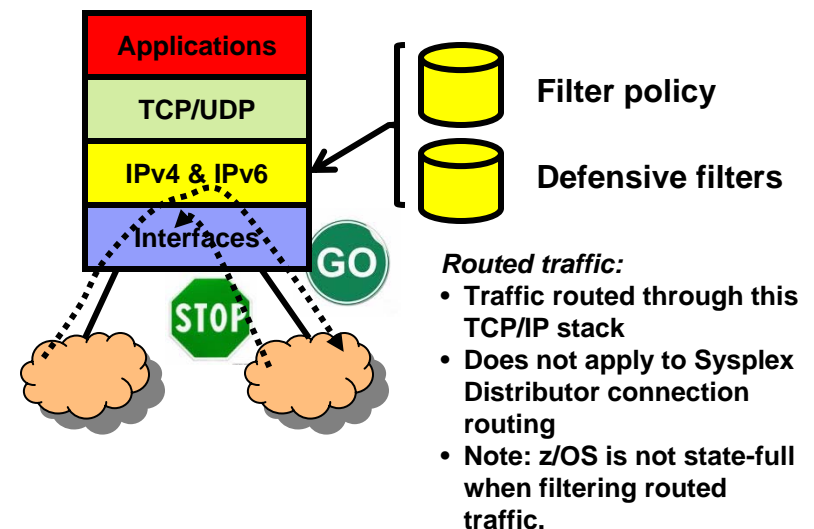 Applications
TCP/UDP
IPv4 & IPv6
Interfaces
GO
STOP
Filter policy
Defensive filters
Routed traffic:
• Traffic routed through this
TCP/IP stack
• Does not apply to Sysplex
Distributor connection
routing
• Note: z/OS is not state-full
when filtering routed
traffic.